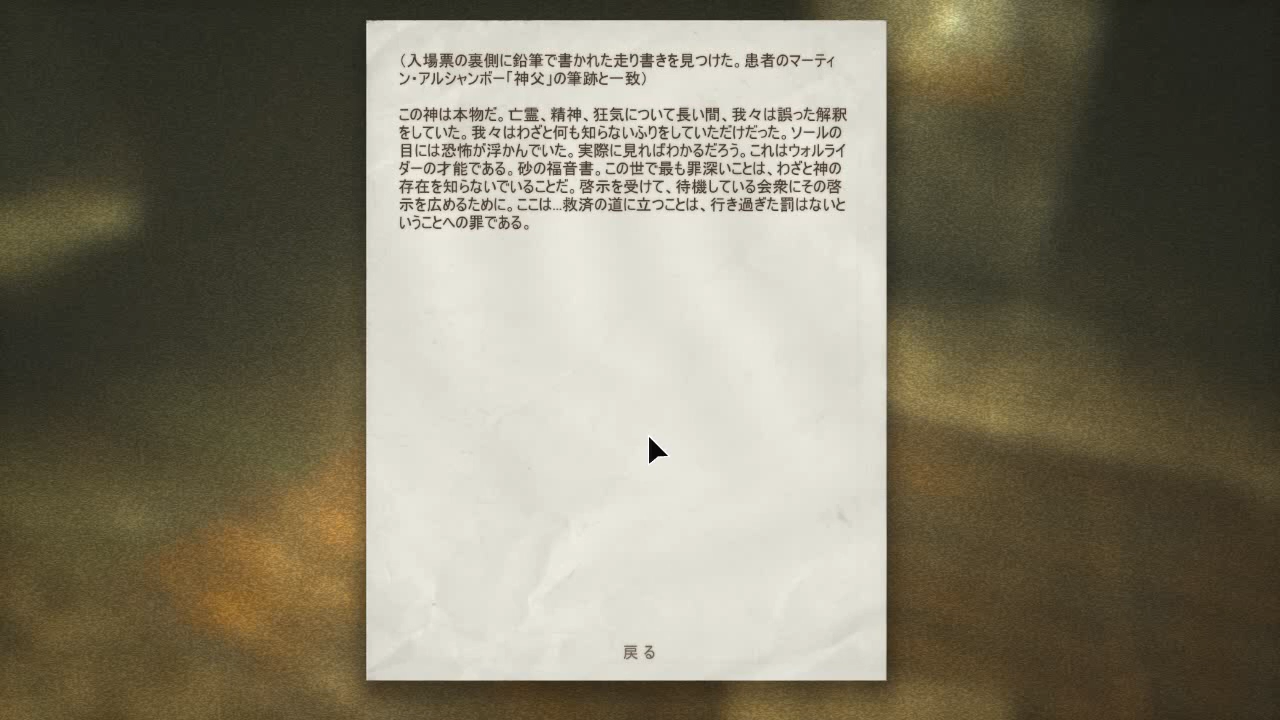 （入場票の裏側に鉛筆で書かれた走り書きを見つけた。患者のマーティ
ン・アルシャンボー「神父」の筆跡と一致）
この神は本物だ。亡霊、精神、狂気について長い間、我々は誤った解釈
をしていた。我々はわざと何も知らないふりをしていただけだった。ソールの
目には恐怖が浮かんでいた。実際に見ればわかるだろう。これはウォルライ
ダーの才能である。砂の福音書。この世で最も罪深いことは、わざと神の
存在を知らないでいることだ。啓示を受けて、待機している会衆にその啓
示を広めるために。ここは...救済の道に立つことは、行き過ぎた罰はないと
いうことへの罪である。
戻る